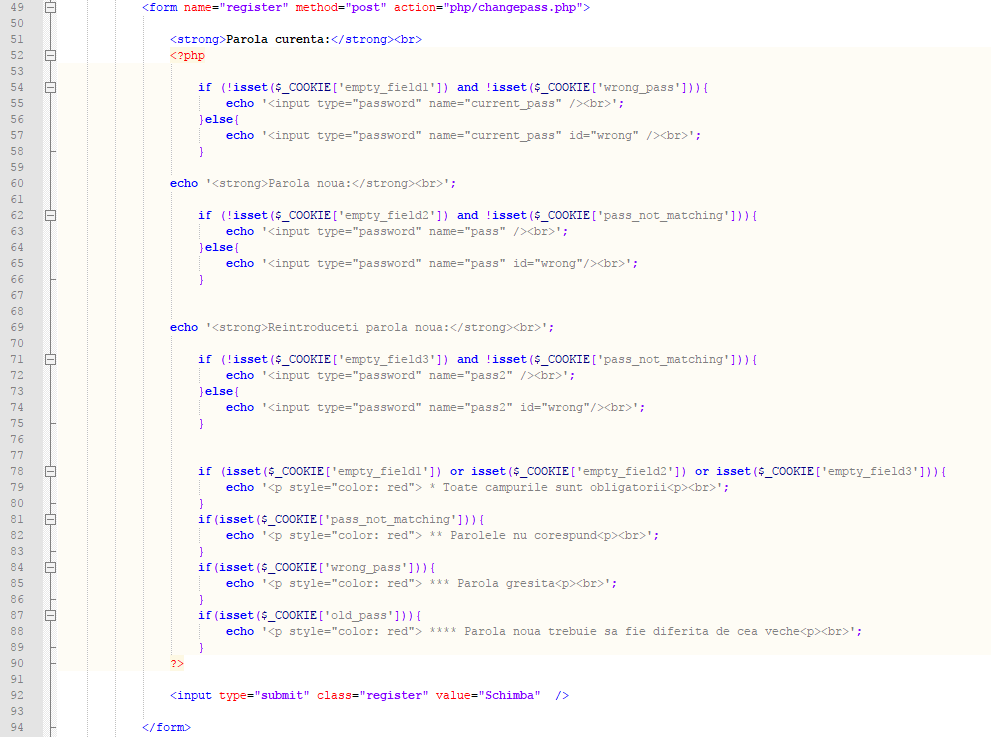 49 <form name="register" method="post" action="php/changepass.php">
50
51 <strong>Parola curenta:</strong><br>
52 <?php
53
54 if (!isset($_COOKIE['empty_field1']) and !isset($_COOKIE['wrong_pass'])){
55 echo '<input type="password" name="current_pass" /><br>';
56 }else{
57 echo '<input type="password" name="current_pass" id="wrong" /><br>';
58 }
59
60 echo '<strong>Parola noua:</strong><br>';
61
62 if (!isset($_COOKIE['empty_field2']) and !isset($_COOKIE['pass_not_matching'])){
63 echo '<input type="password" name="pass" /><br>';
64 }else{
65 echo '<input type="password" name="pass" id="wrong"/><br>';
66 }
67
68
69 echo '<strong>Reintroduceti parola noua:</strong><br>';
70
71 if (!isset($_COOKIE['empty_field3']) and !isset($_COOKIE['pass_not_matching'])){
72 echo '<input type="password" name="pass2" /><br>';
73 }else{
74 echo '<input type="password" name="pass2" id="wrong"/><br>';
75 }
76
77
78 if (isset($_COOKIE['empty_field1']) or isset($_COOKIE['empty_field2']) or isset($_COOKIE['empty_field3'])){
79 echo '<p style="color: red"> * Toate campurile sunt obligatorii<p><br>';
80 }
81 if(isset($_COOKIE['pass_not_matching'])){
82 echo '<p style="color: red"> ** Parolele nu corespund<p><br>';
83 }
84 if(isset($_COOKIE['wrong_pass'])){
85 echo '<p style="color: red"> *** Parola gresita<p><br>';
86 }
87 if(isset($_COOKIE['old_pass'])){
88 echo '<p style="color: red"> **** Parola noua trebuie sa fie diferita de cea veche<p><br>';
89 }
90 ?>
91
92 <input type="submit" class="register" value="Schimba" />
93
94 </form>